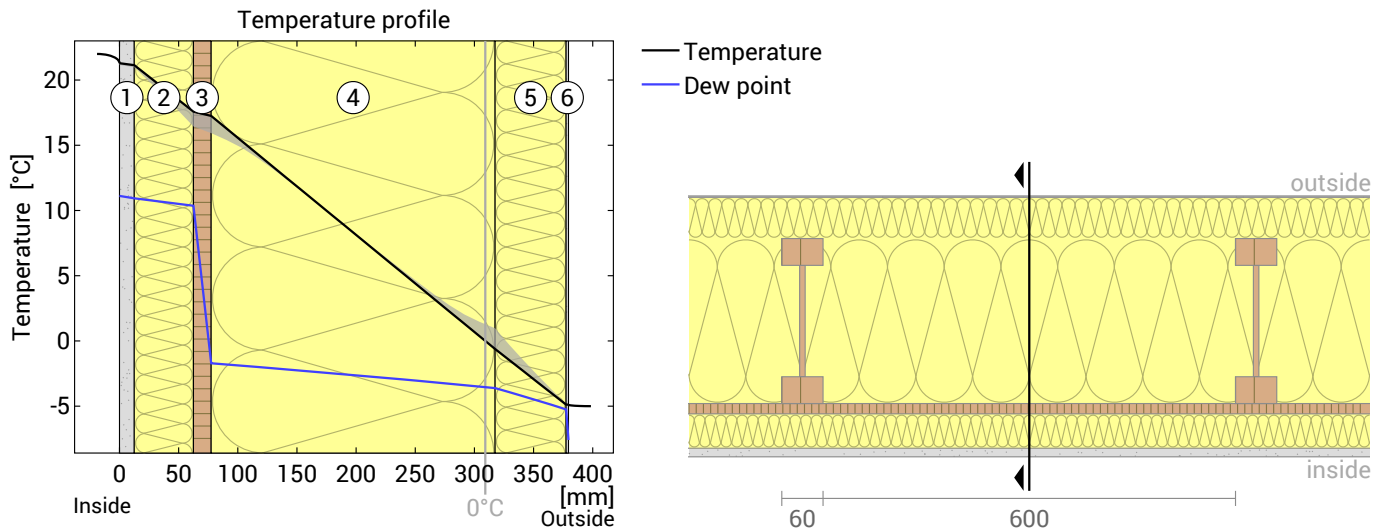 Temperature profile
Temperature [°C]
20
15
10
5
0
-5
1
2
3
4
5
6
0
50
100
150
200
250
300
350
400
[mm]
Inside
0°C
Outside
Temperature
Dew point
outside
inside
60
600